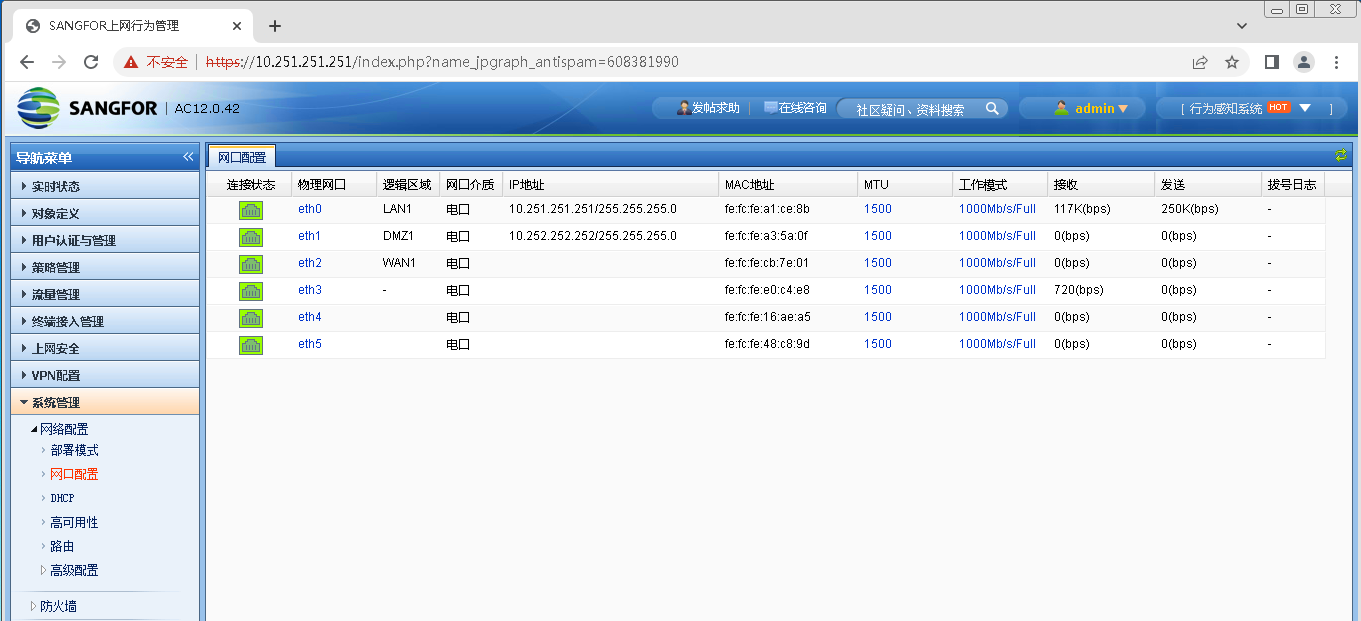 SANGFOR上网行为管理
不安全 https://10.251.251.251/index.php?name_jpgraph_antispam=608381990
SANGFOR | AC12.0.42 发帖求助 在线咨询 社区疑问、资料搜索 admin [ 行为感知系统 HOT ]
导航菜单
实时状态
对象定义
用户认证与管理
策略管理
流量管理
终端接入管理
上网安全
VPN配置
系统管理
网络配置
部署模式
网口配置
DHCP
高可用性
路由
高级配置
防火墙
网口配置
连接状态 物理网口 逻辑区域 网口介质 IP地址 MAC地址 MTU 工作模式 接收 发送 拔号日志
eth0 LAN1 电口 10.251.251.251/255.255.255.0 fe:fc:fe:a1:ce:8b 1500 1000Mb/s/Full 117K(bps) 250K(bps) -
eth1 DMZ1 电口 10.252.252.252/255.255.255.0 fe:fc:fe:a3:5a:0f 1500 1000Mb/s/Full 0(bps) 0(bps) -
eth2 WAN1 电口 fe:fc:fe:cb:7e:01 1500 1000Mb/s/Full 0(bps) 0(bps) -
eth3 - 电口 fe:fc:fe:e0:c4:e8 1500 1000Mb/s/Full 720(bps) 0(bps) -
eth4 电口 fe:fc:fe:16:ae:a5 1500 1000Mb/s/Full 0(bps) 0(bps) -
eth5 电口 fe:fc:fe:48:c8:9d 1500 1000Mb/s/Full 0(bps) 0(bps) -